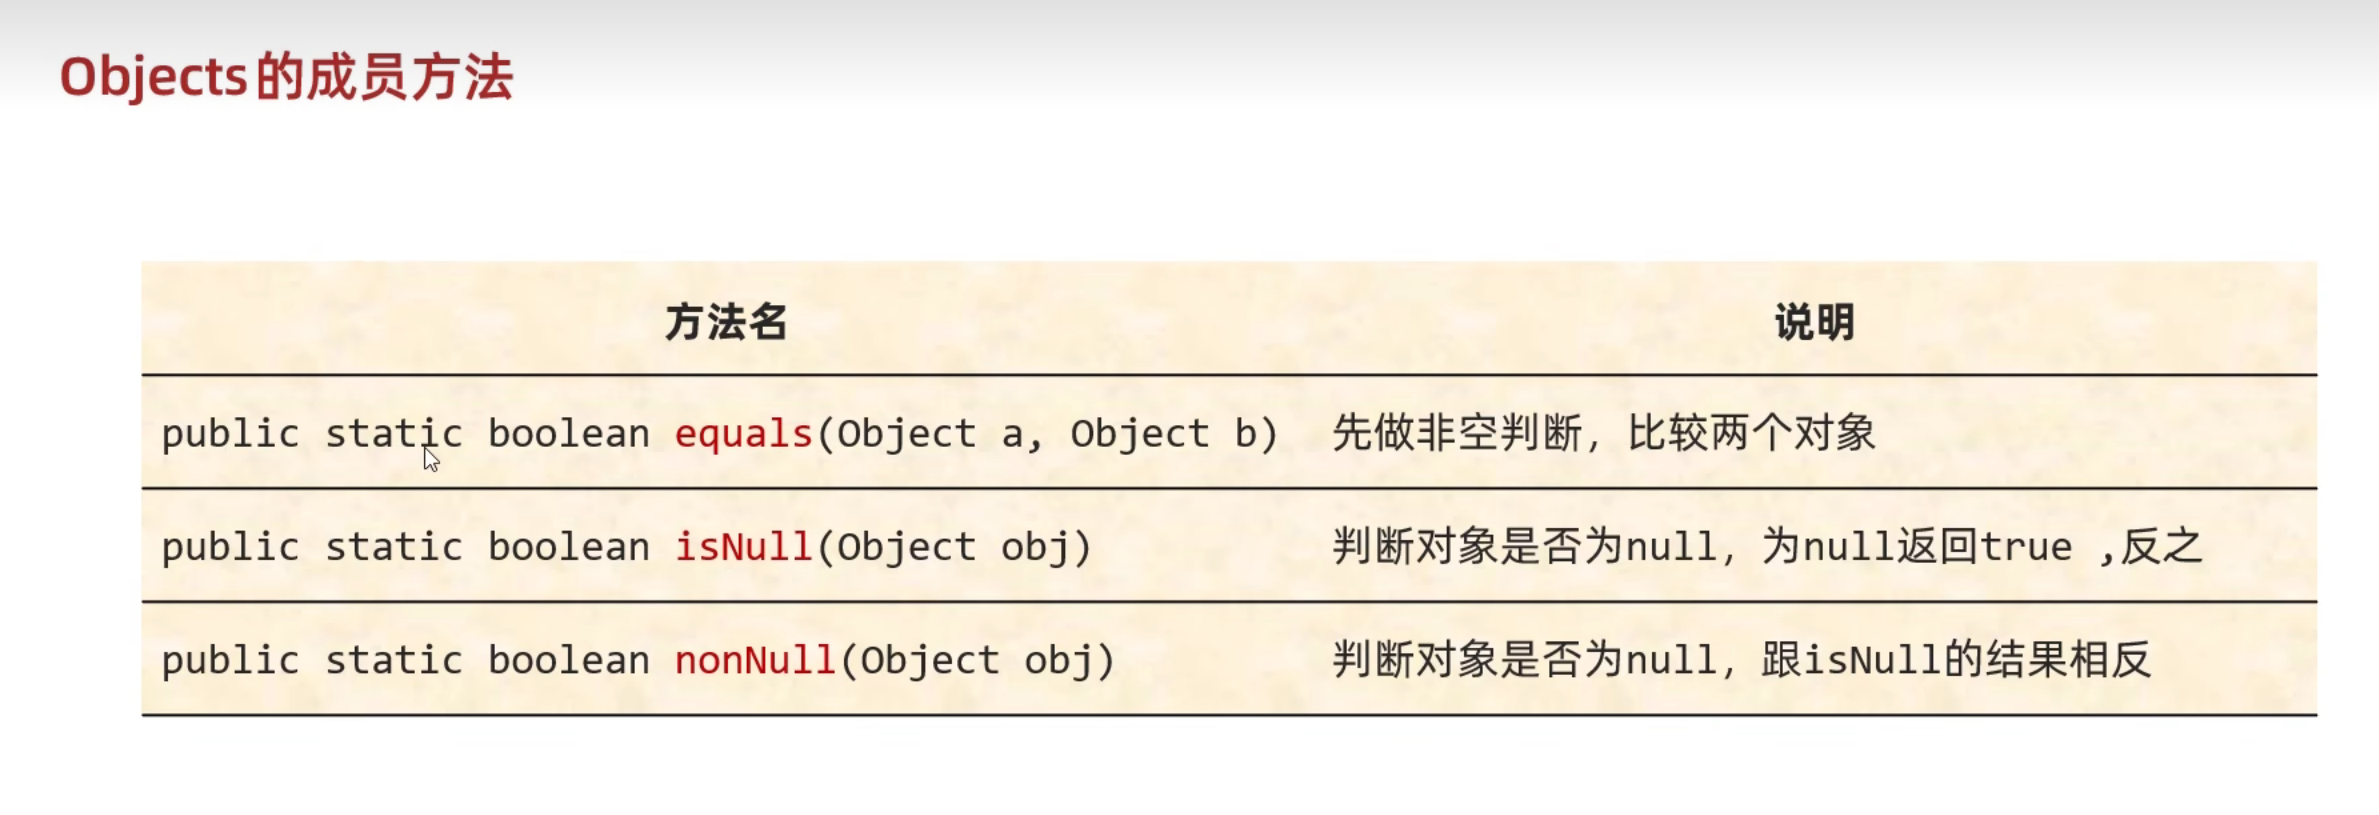 Objects的成员方法
方法名 说明
public static boolean equals(Object a, Object b) 先做非空判断，比较两个对象
public static boolean isNull(Object obj) 判断对象是否为null，为null返回true ,反之
public static boolean nonNull(Object obj) 判断对象是否为null，跟isNull的结果相反